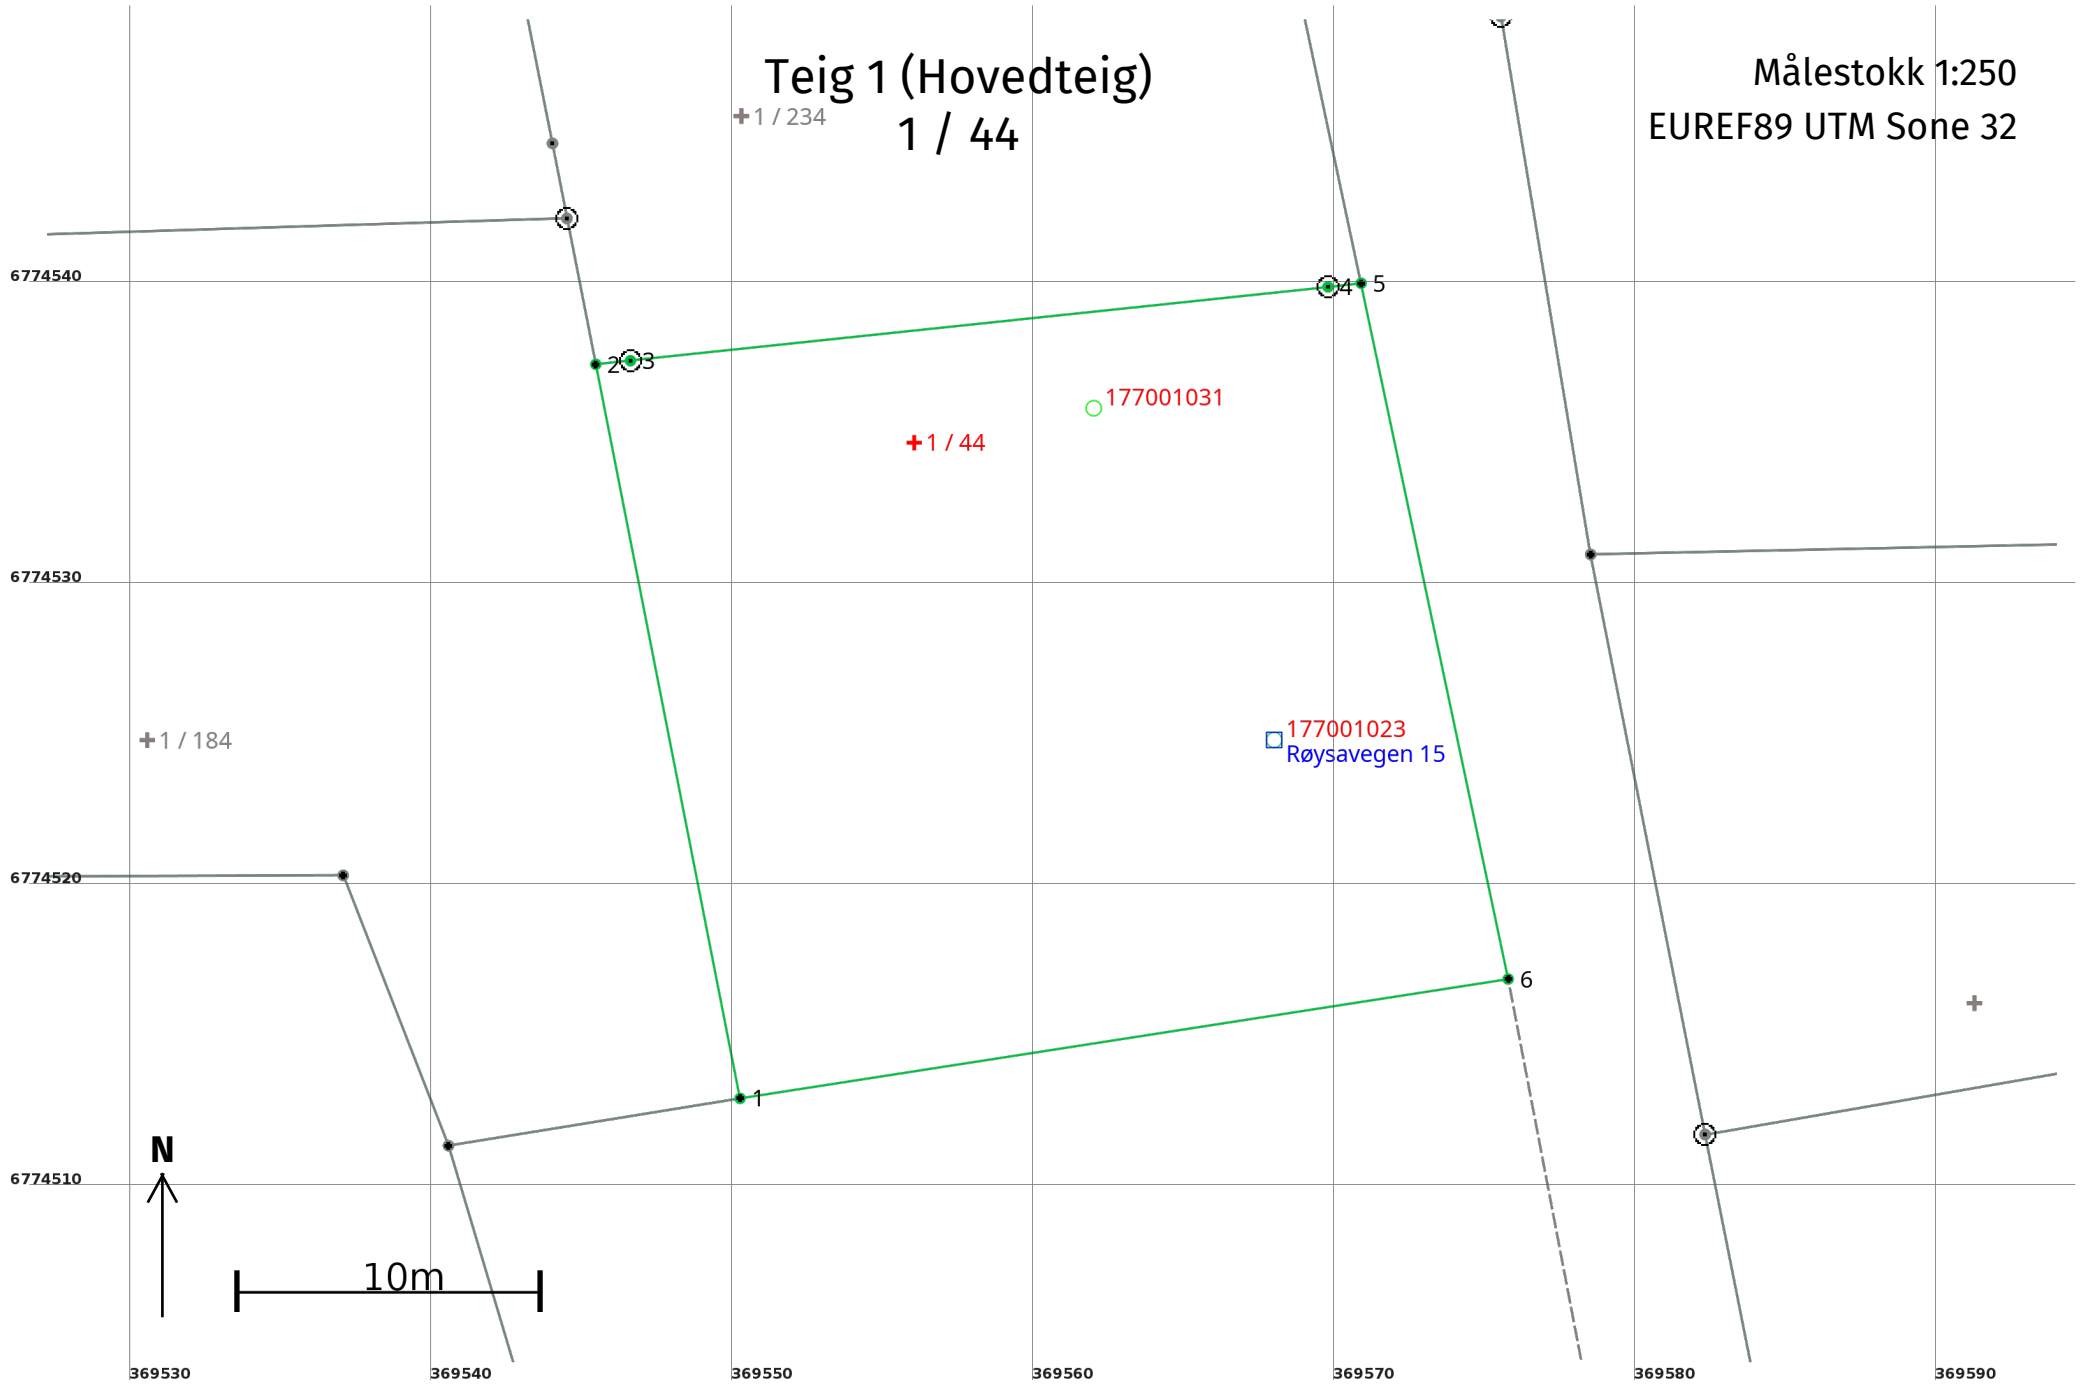 Teig 1 (Hovedteig)
1 / 44
Målestokk 1:250
EUREF89 UTM Sone 32
1 / 234
6774540
4
5
2
3
177001031
1 / 44
6774530
177001023
Røysavegen 15
1 / 184
6774520
6
1
N
6774510
10m
369530
369540
369550
369560
369570
369580
369590